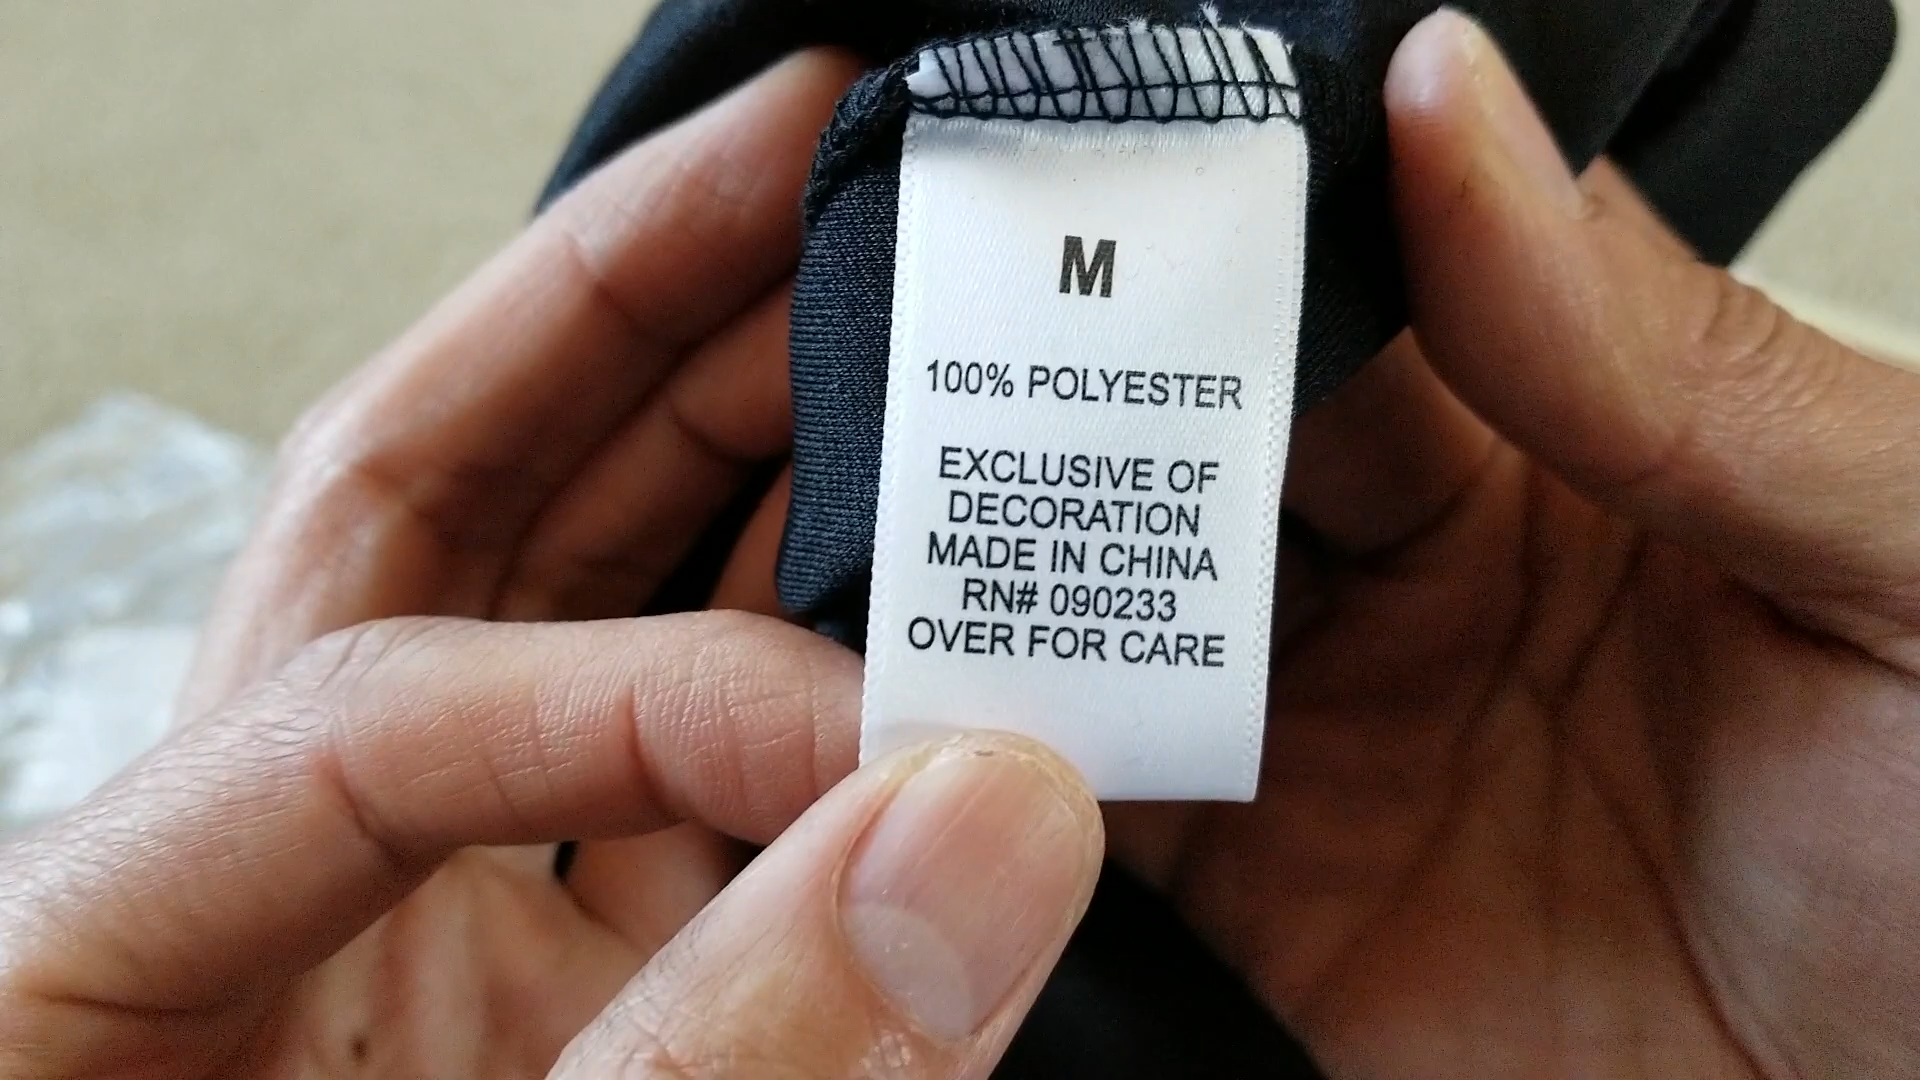 M
100% POLYESTER
EXCLUSIVE OF
DECORATION
MADE IN CHINA
RN# 090233
OVER FOR CARE